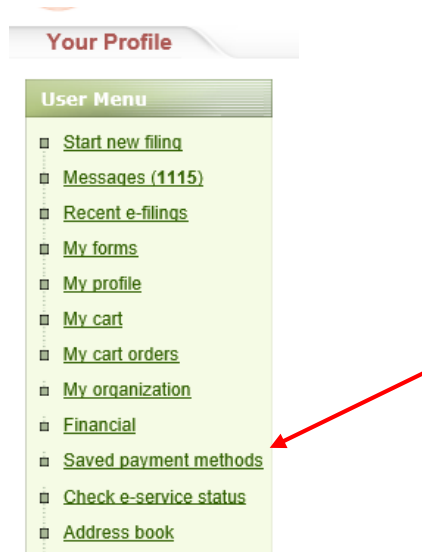 Your Profile
User Menu
Start new filing
Messages (1115)
Recent e-filings
My forms
My profile
My cart
My cart orders
My organization
Financial
Saved payment methods
Check e-service status
Address book